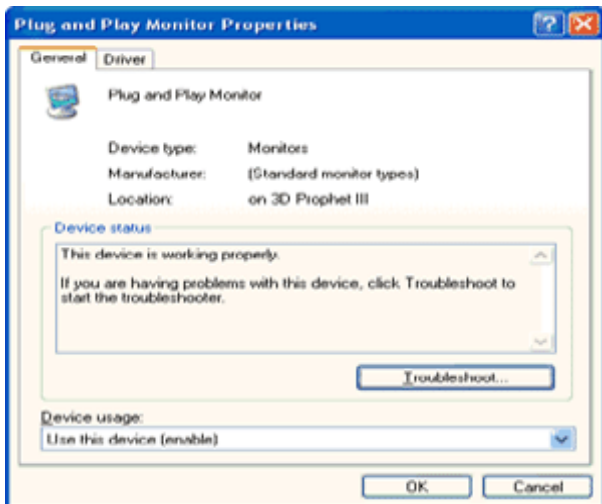 Plug and Play Monitor Properties
General Driver
Plug and Play Monitor
Device type: Monitors
Manufacturer: (Standard monitor types)
Location: on 3D Prophet III
Device status
This device is working properly.
If you are having problems with this device, click Troubleshoot to
start the troubleshooter.
Troubleshoot...
Device usage:
Use this device (enable)
OK Cancel